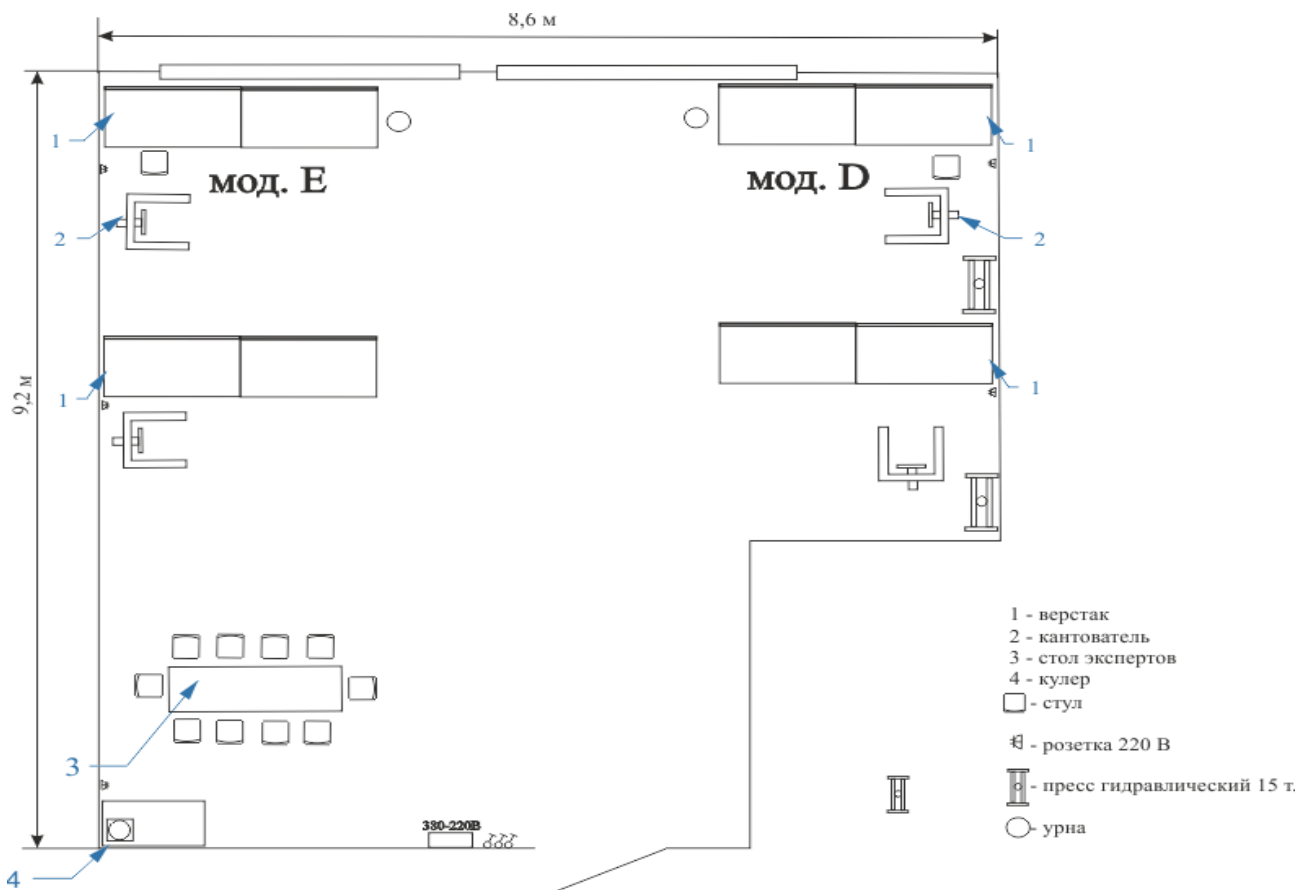 8,6 м
1
1
мод. E
мод. D
2
2
9,2 м
1
1
1 - верстак
2 - кантователь
3 - стол экспертов
4 - кулер
- стул
- розетка 220 В
3
- пресс гидравлический 15 т.
380-220В
- урна
4